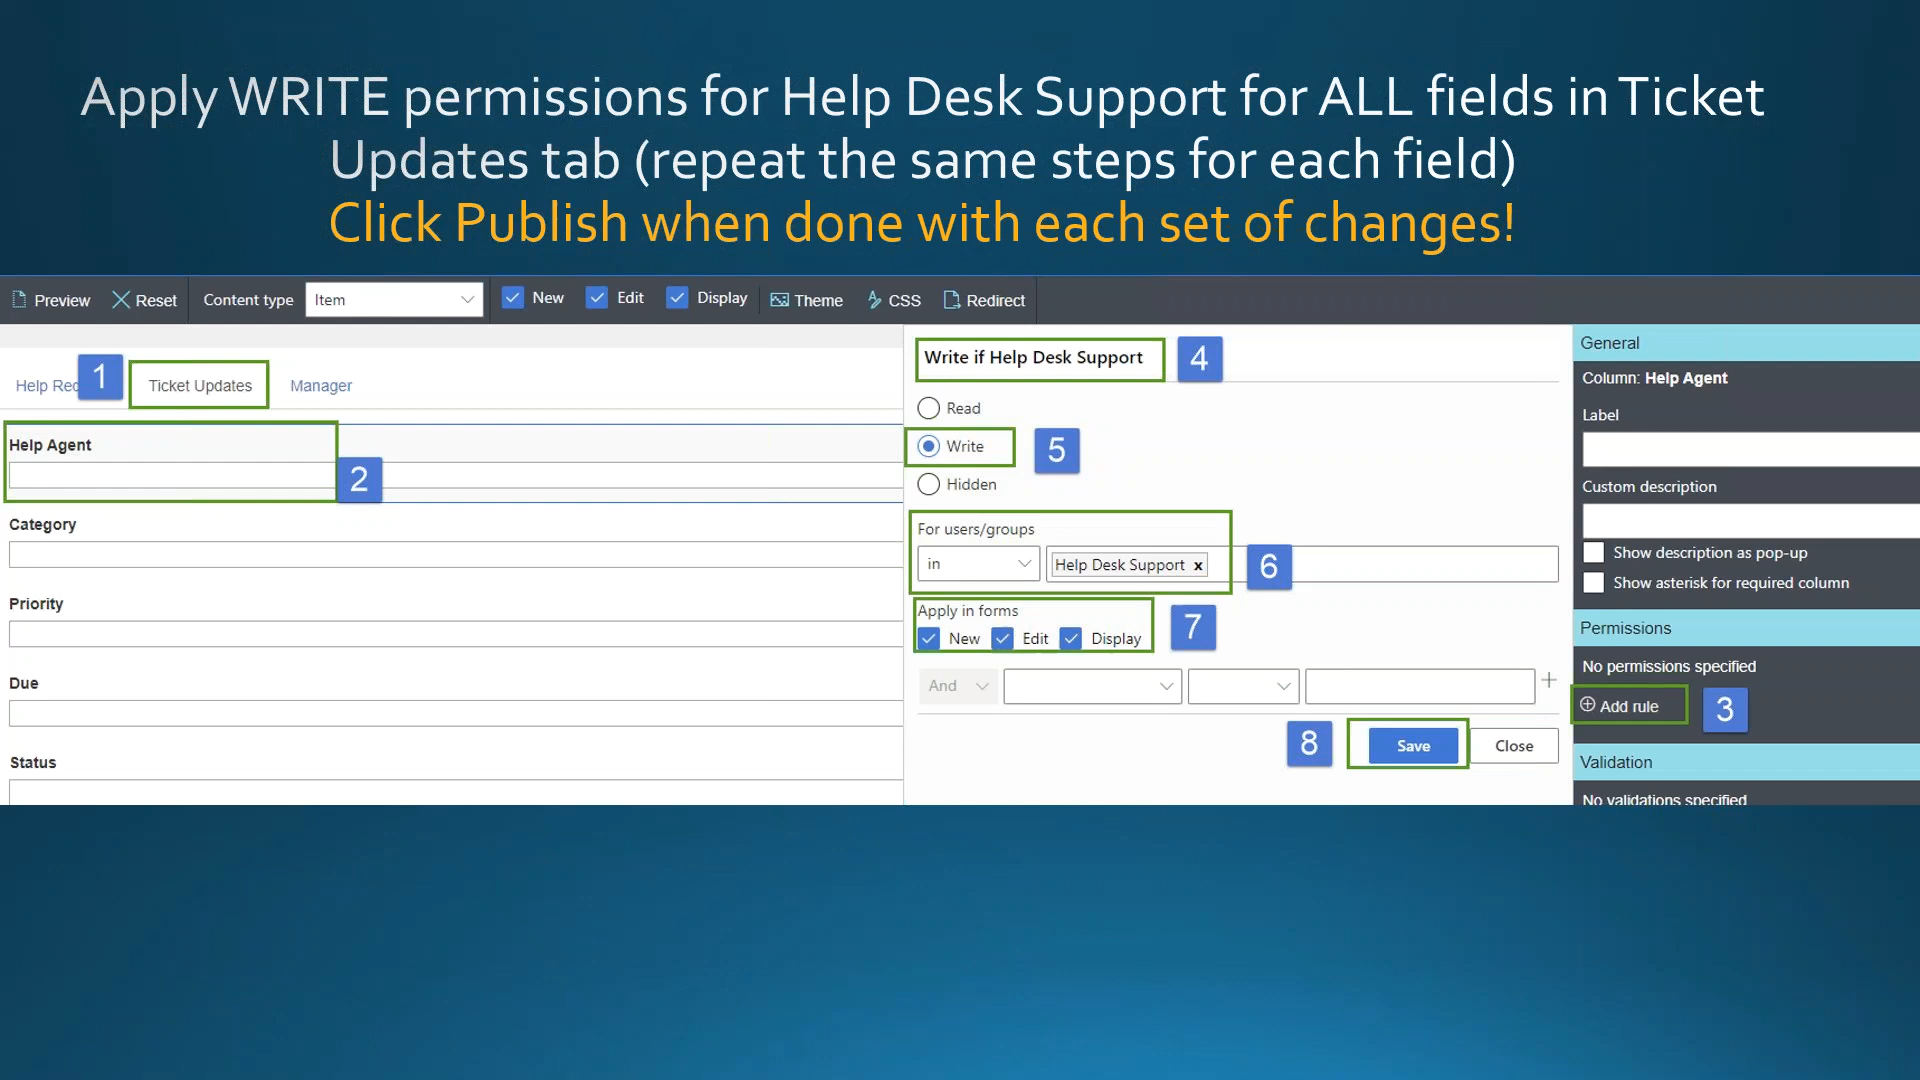 Apply WRITE permissions for Help Desk Support for ALL fields in Ticket
Updates tab (repeat the same steps for each field)
Click Publish when done with each set of changes!
Preview Reset Content type Item New Edit Display Theme CSS Redirect
1 Ticket Updates Manager
Help Agent
2
Category
Priority
Due
Status
Write if Help Desk Support 4
Read
Write 5
Hidden
For users/groups
in Help Desk Support x 6
Apply in forms
New Edit Display 7
And
8 Save Close
General
Column: Help Agent
Label
Custom description
Show description as pop-up
Show asterisk for required column
Permissions
No permissions specified
Add rule 3
Validation
No validations specified